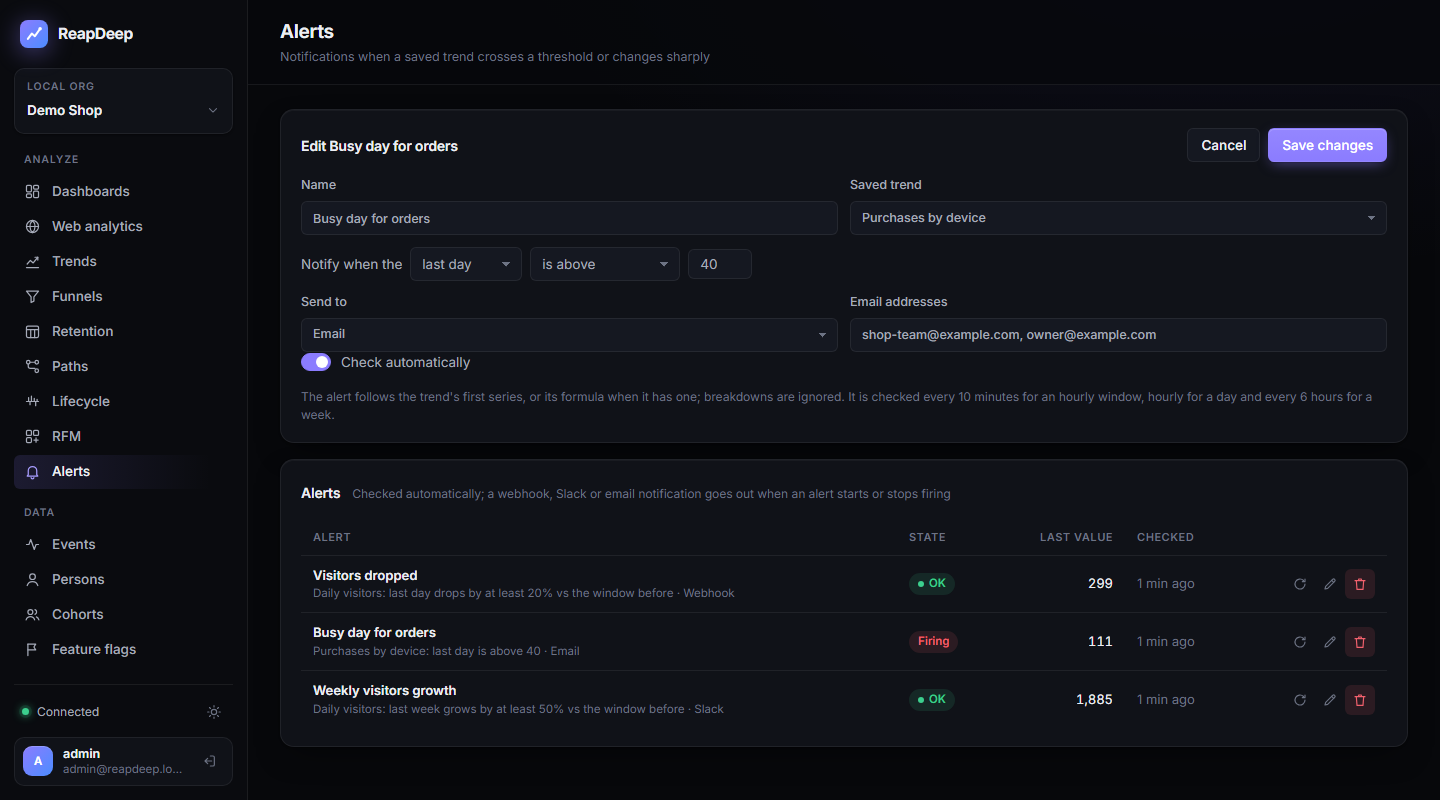 ReapDeep
LOCAL ORG
Demo Shop
ANALYZE
Dashboards
Web analytics
Trends
Funnels
Retention
Paths
Lifecycle
RFM
Alerts
DATA
Events
Persons
Cohorts
Feature flags
Connected
A
admin
admin@reapdeep.lo...
Alerts
Notifications when a saved trend crosses a threshold or changes sharply
Edit Busy day for orders
Cancel
Save changes
Name
Saved trend
Busy day for orders
Purchases by device
Notify when the last day is above 40
Send to
Email addresses
Email
shop-team@example.com, owner@example.com
Check automatically
The alert follows the trend's first series, or its formula when it has one; breakdowns are ignored. It is checked every 10 minutes for an hourly window, hourly for a day and every 6 hours for a
week.
Alerts Checked automatically; a webhook, Slack or email notification goes out when an alert starts or stops firing
ALERT STATE LAST VALUE CHECKED
Visitors dropped
Daily visitors: last day drops by at least 20% vs the window before · Webhook
OK 299 1 min ago
Busy day for orders
Purchases by device: last day is above 40 · Email
Firing 111 1 min ago
Weekly visitors growth
Daily visitors: last week grows by at least 50% vs the window before · Slack
OK 1,885 1 min ago